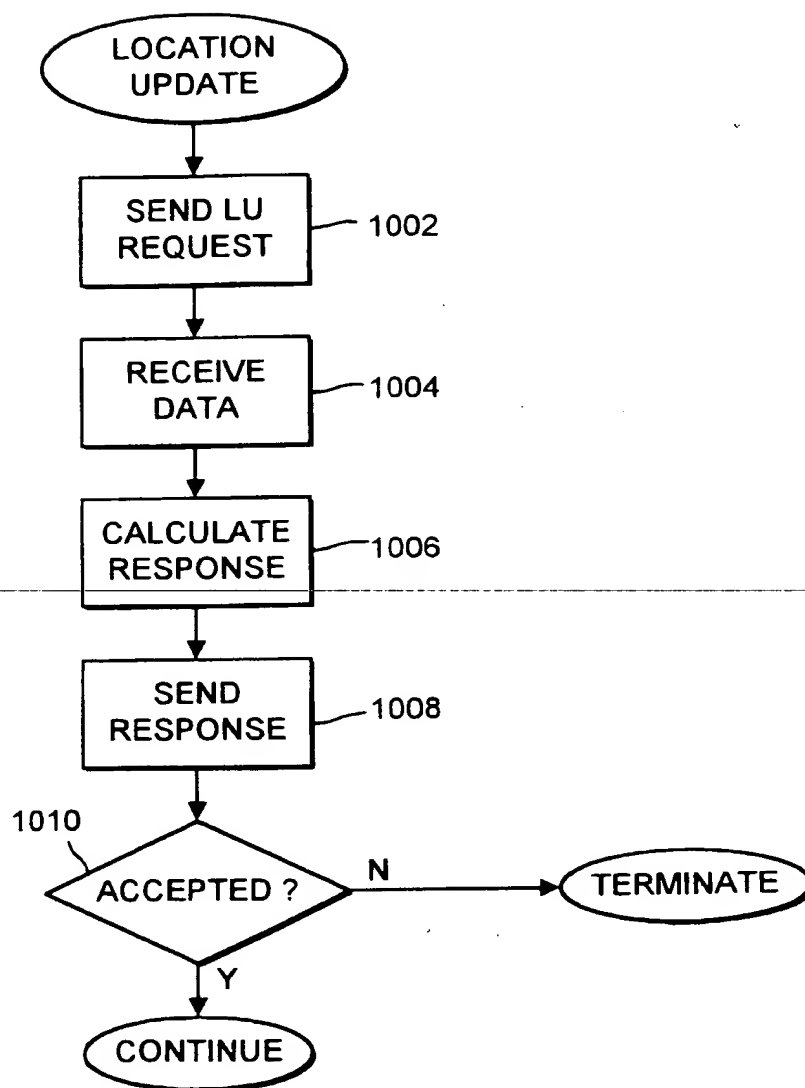 LOCATION
UPDATE
SEND LU
REQUEST
1002
RECEIVE
DATA
1004
CALCULATE
RESPONSE
1006
SEND
RESPONSE
1008
1010
ACCEPTED ?
N
TERMINATE
Y
CONTINUE